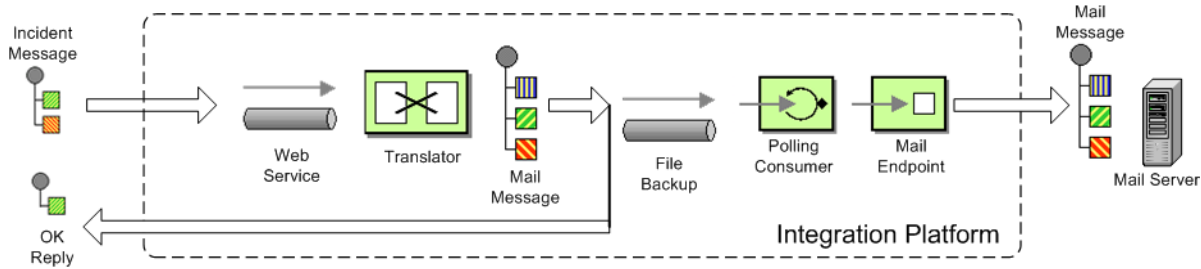 Incident
Message
Web
Service
Translator
Mail
Message
File
Backup
Polling
Consumer
Mail
Endpoint
Mail
Message
Mail Server
OK
Reply
Integration Platform